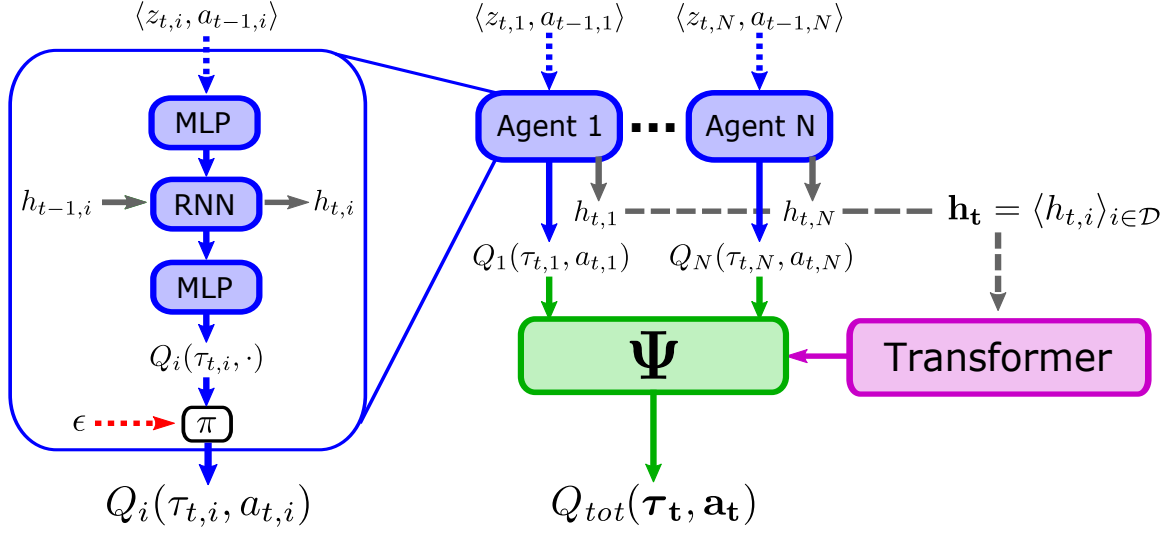 ⟨z_{t,i}, a_{t−1,i}⟩
MLP
h_{t−1,i}
RNN
h_{t,i}
MLP
Q_i(τ_{t,i}, ·)
ϵ
π
Q_i(τ_{t,i}, a_{t,i})
⟨z_{t,1}, a_{t−1,1}⟩
⟨z_{t,N}, a_{t−1,N}⟩
Agent 1
...
Agent N
h_{t,1}
h_{t,N}
𝐡_𝐭 = ⟨h_{t,i}⟩_{i∈𝒟}
Q_1(τ_{t,1}, a_{t,1})
Q_N(τ_{t,N}, a_{t,N})
Ψ
Transformer
Q_{tot}(𝛕_𝐭, 𝐚_𝐭)